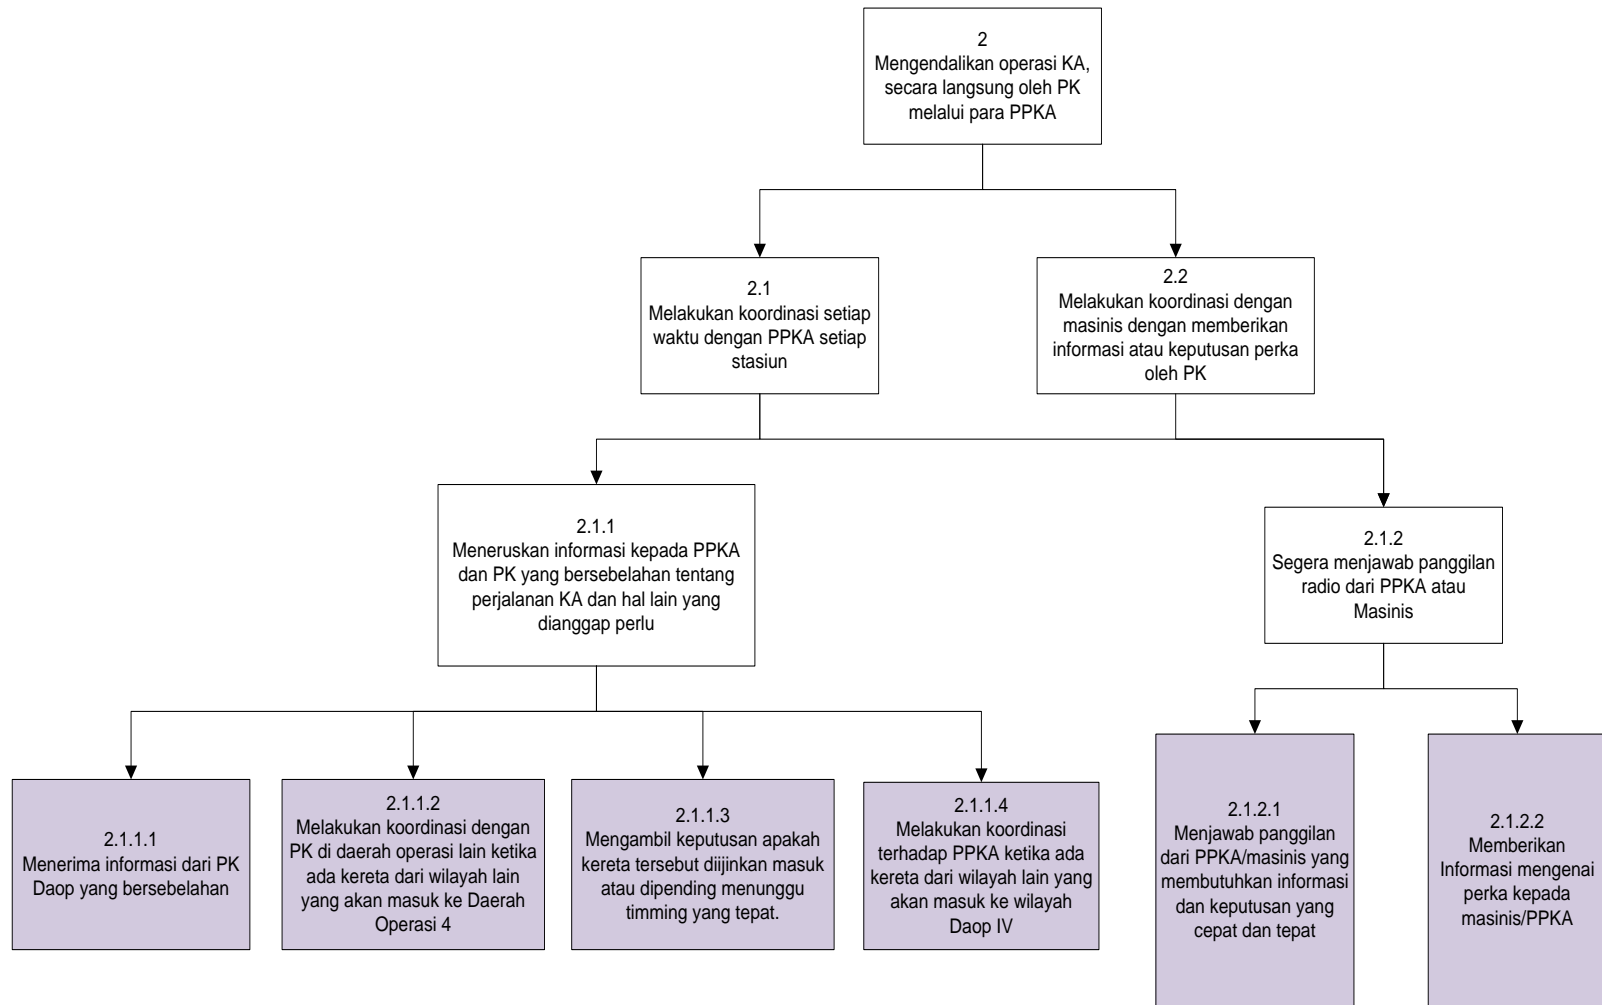 2
Mengendalikan operasi KA,
secara langsung oleh PK
melalui para PPKA
2.1
Melakukan koordinasi setiap
waktu dengan PPKA setiap
stasiun
2.2
Melakukan koordinasi dengan
masinis dengan memberikan
informasi atau keputusan perka
oleh PK
2.1.1
Meneruskan informasi kepada PPKA
dan PK yang bersebelahan tentang
perjalanan KA dan hal lain yang
dianggap perlu
2.1.2
Segera menjawab panggilan
radio dari PPKA atau
Masinis
2.1.1.1
Menerima informasi dari PK
Daop yang bersebelahan
2.1.1.2
Melakukan koordinasi dengan
PK di daerah operasi lain ketika
ada kereta dari wilayah lain
yang akan masuk ke Daerah
Operasi 4
2.1.1.3
Mengambil keputusan apakah
kereta tersebut diijinkan masuk
atau dipending menunggu
timming yang tepat.
2.1.1.4
Melakukan koordinasi
terhadap PPKA ketika ada
kereta dari wilayah lain yang
akan masuk ke wilayah
Daop IV
2.1.2.1
Menjawab panggilan
dari PPKA/masinis yang
membutuhkan informasi
dan keputusan yang
cepat dan tepat
2.1.2.2
Memberikan
Informasi mengenai
perka kepada
masinis/PPKA